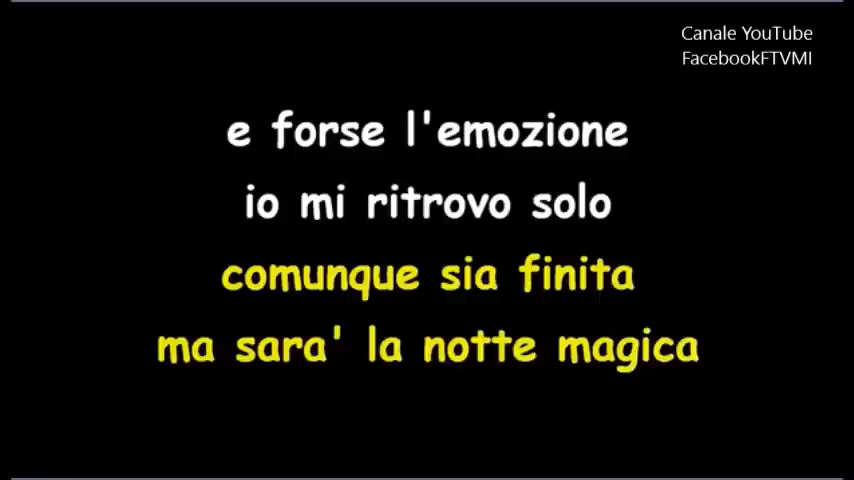 Canale YouTube
FacebookFTVMI
e forse l'emozione
io mi ritrovo solo
comunque sia finita
ma sara' la notte magica